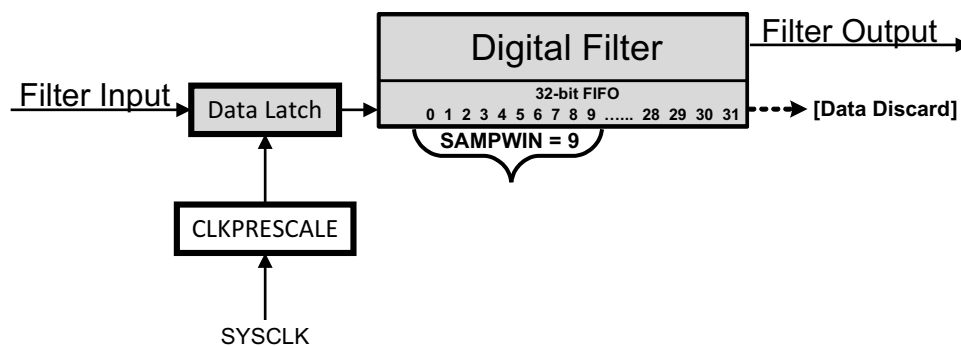 Filter Input
Data Latch
CLKPRESCALE
SYSCLK
Digital Filter
32-bit FIFO
0 1 2 3 4 5 6 7 8 9 ...... 28 29 30 31
SAMPWIN = 9
Filter Output
[Data Discard]